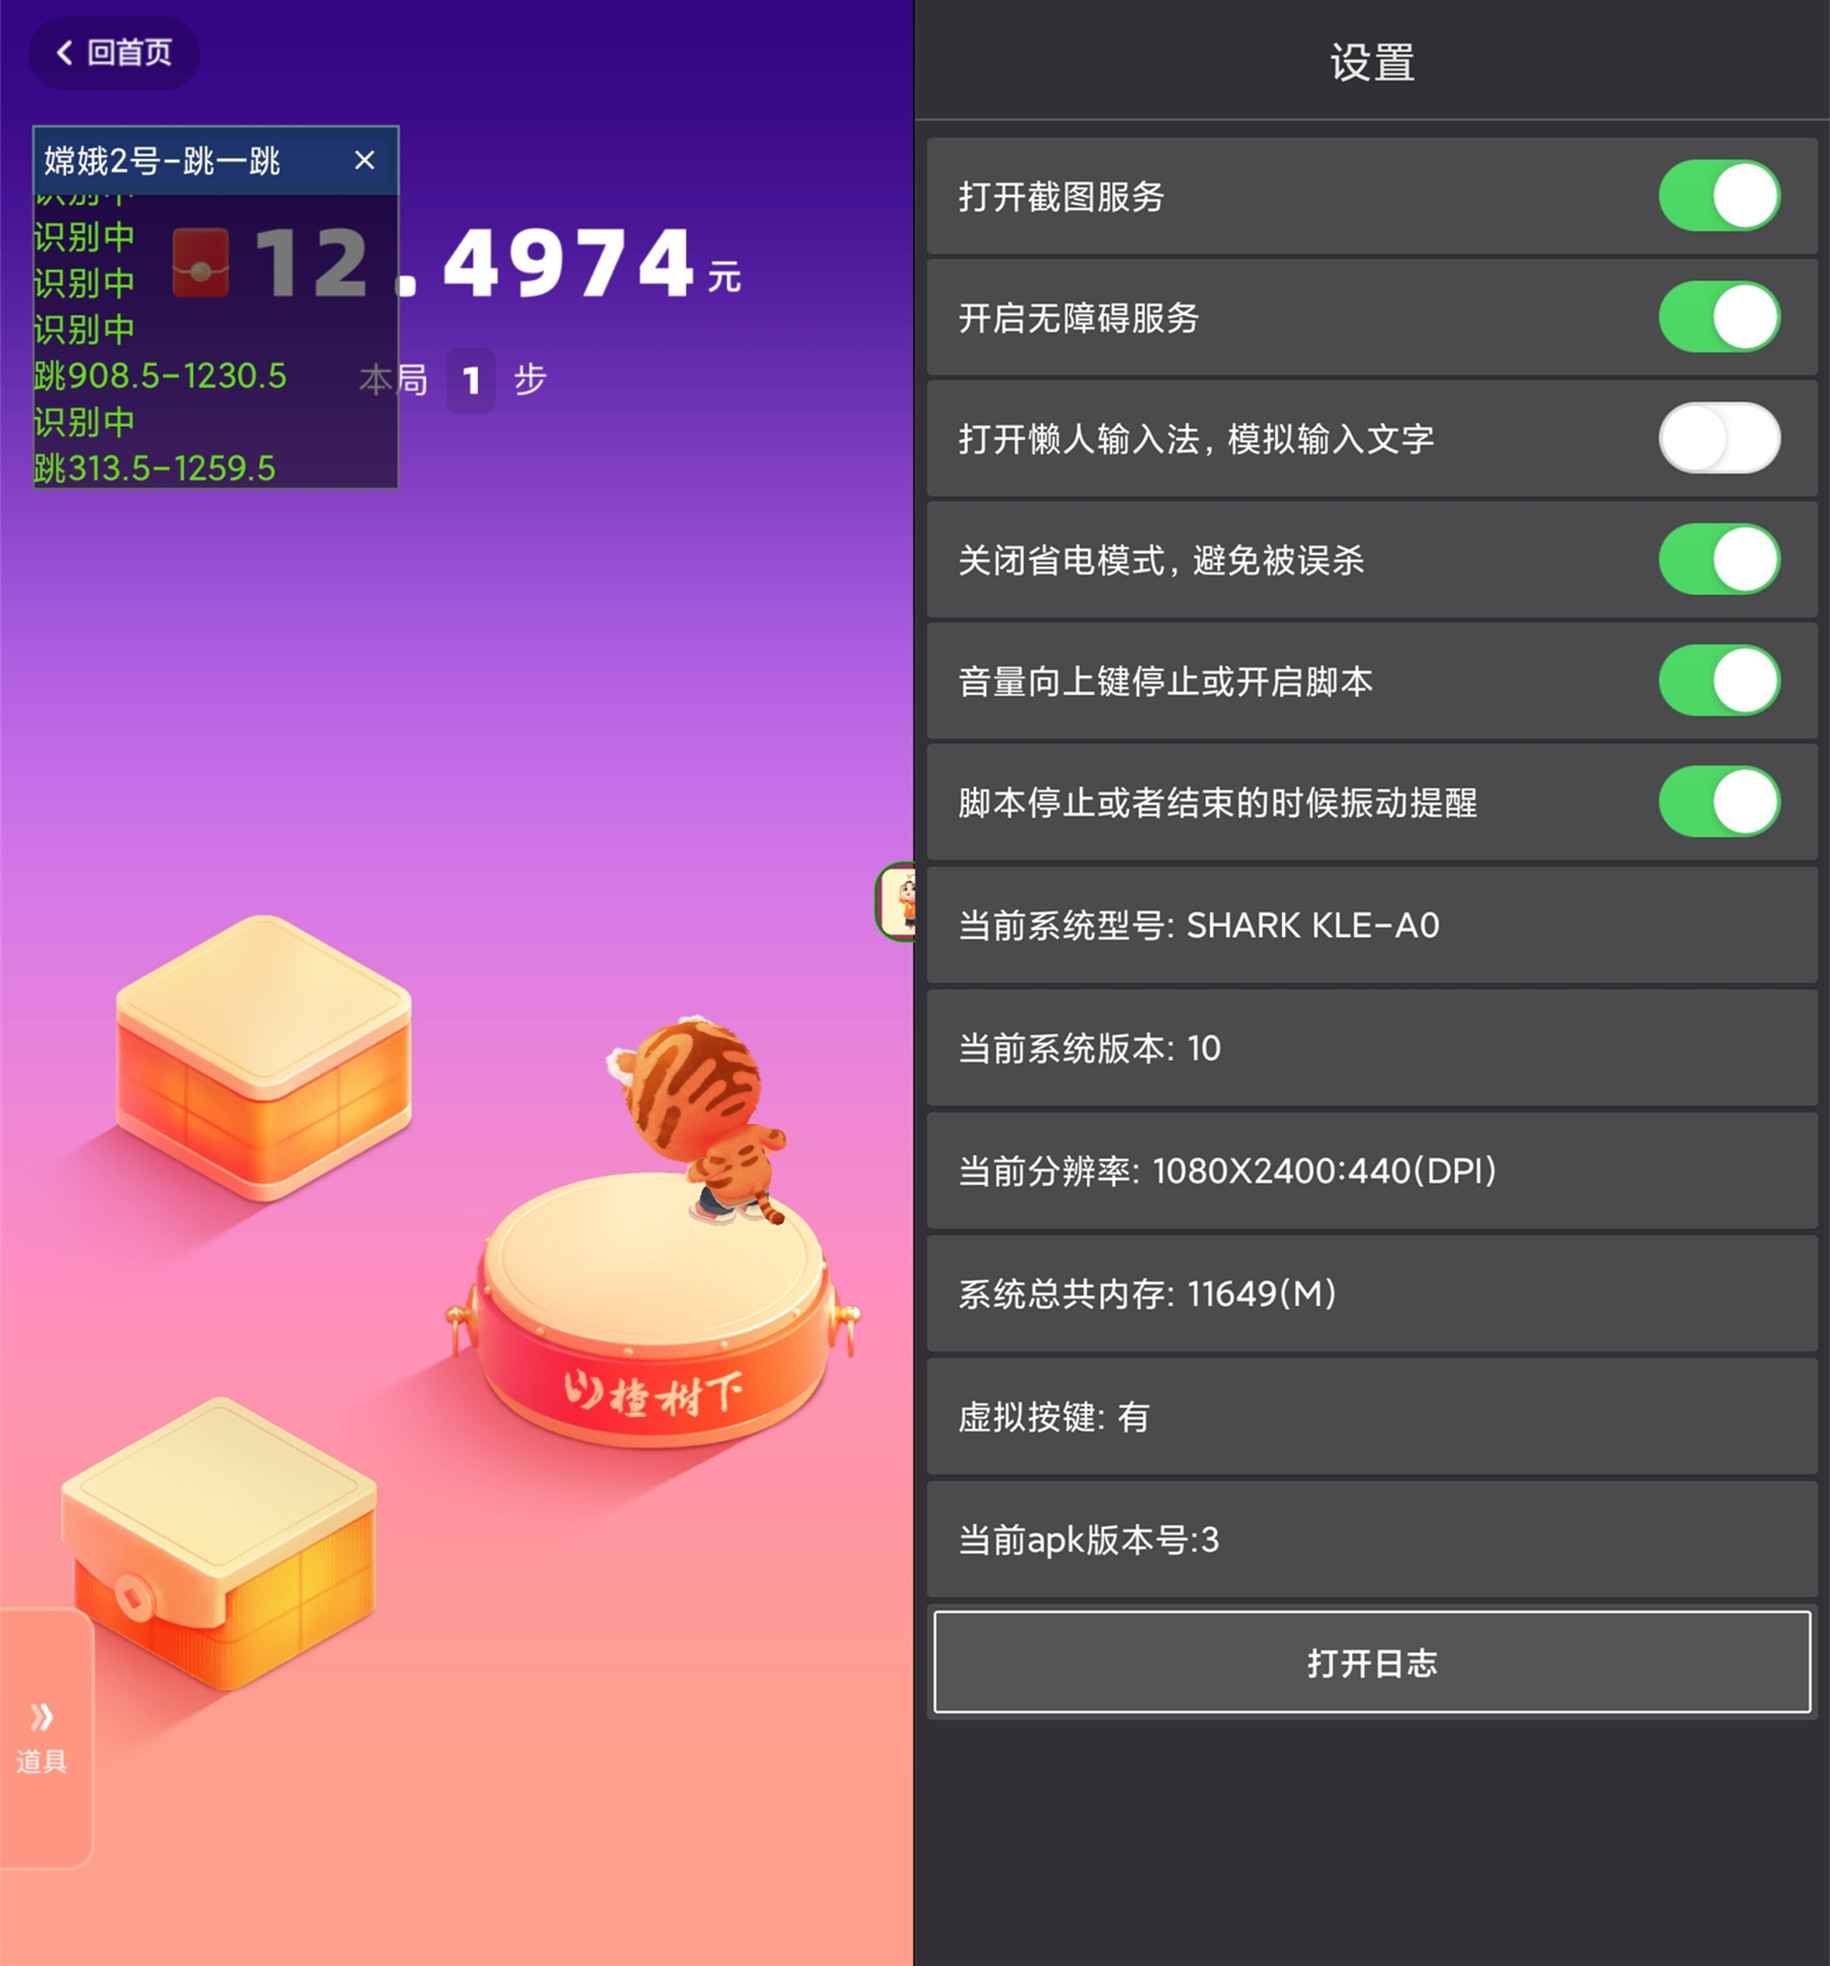 回首页
嫦娥2号-跳一跳
识别中
识别中
识别中
识别中
跳908.5-1230.5
识别中
跳313.5-1259.5
12.4974元
本局 1 步
山楂树下
道具
设置
打开截图服务
开启无障碍服务
打开懒人输入法, 模拟输入文字
关闭省电模式, 避免被误杀
音量向上键停止或开启脚本
脚本停止或者结束的时候振动提醒
当前系统型号: SHARK KLE-A0
当前系统版本: 10
当前分辨率: 1080X2400:440(DPI)
系统总共内存: 11649(M)
虚拟按键: 有
当前apk版本号:3
打开日志